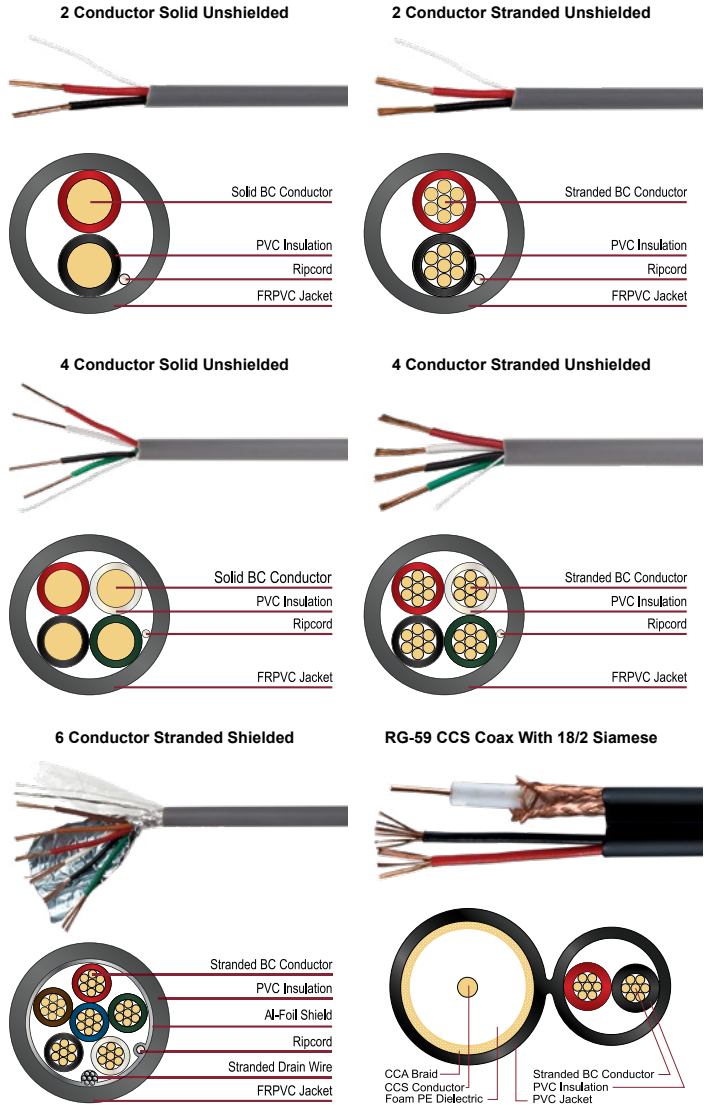 2 Conductor Solid Unshielded
Solid BC Conductor
PVC Insulation
Ripcord
FRPVC Jacket
2 Conductor Stranded Unshielded
Stranded BC Conductor
PVC Insulation
Ripcord
FRPVC Jacket
4 Conductor Solid Unshielded
Solid BC Conductor
PVC Insulation
Ripcord
FRPVC Jacket
4 Conductor Stranded Unshielded
Stranded BC Conductor
PVC Insulation
Ripcord
FRPVC Jacket
6 Conductor Stranded Shielded
Stranded BC Conductor
PVC Insulation
Al-Foil Shield
Ripcord
Stranded Drain Wire
FRPVC Jacket
RG-59 CCS Coax With 18/2 Siamese
CCA Braid
CCS Conductor
Foam PE Dielectric
Stranded BC Conductor
PVC Insulation
PVC Jacket